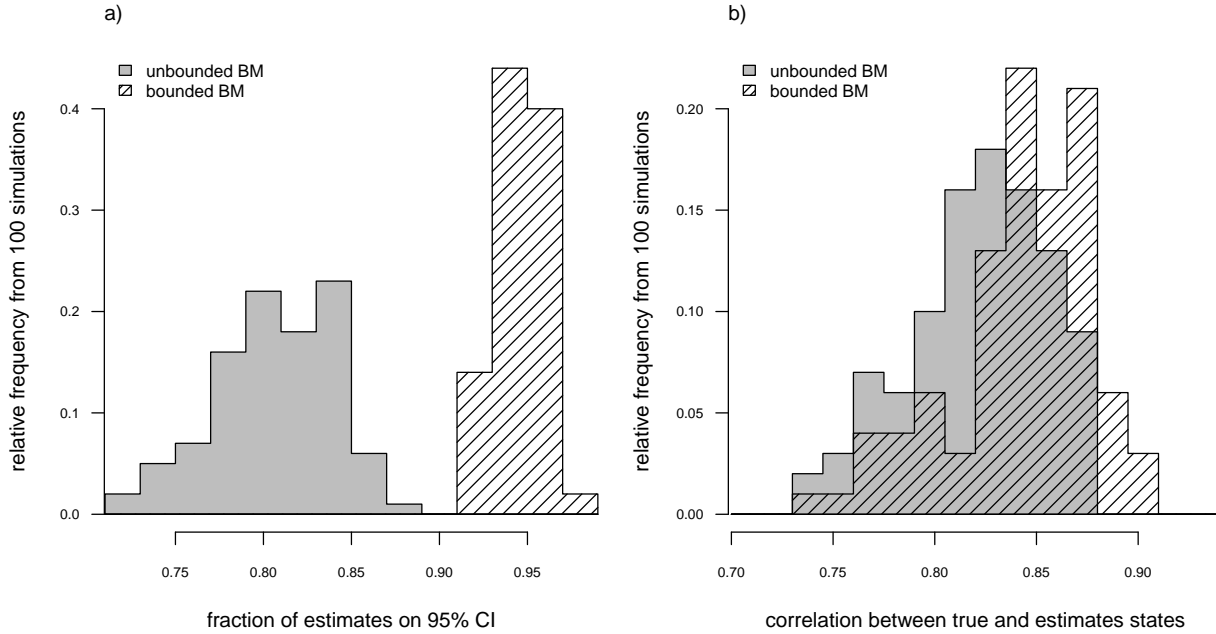 a)
unbounded BM
bounded BM
relative frequency from 100 simulations
0.4
0.3
0.2
0.1
0.0
0.75 0.80 0.85 0.90 0.95
fraction of estimates on 95% CI
b)
unbounded BM
bounded BM
relative frequency from 100 simulations
0.20
0.15
0.10
0.05
0.00
0.70 0.75 0.80 0.85 0.90
correlation between true and estimates states